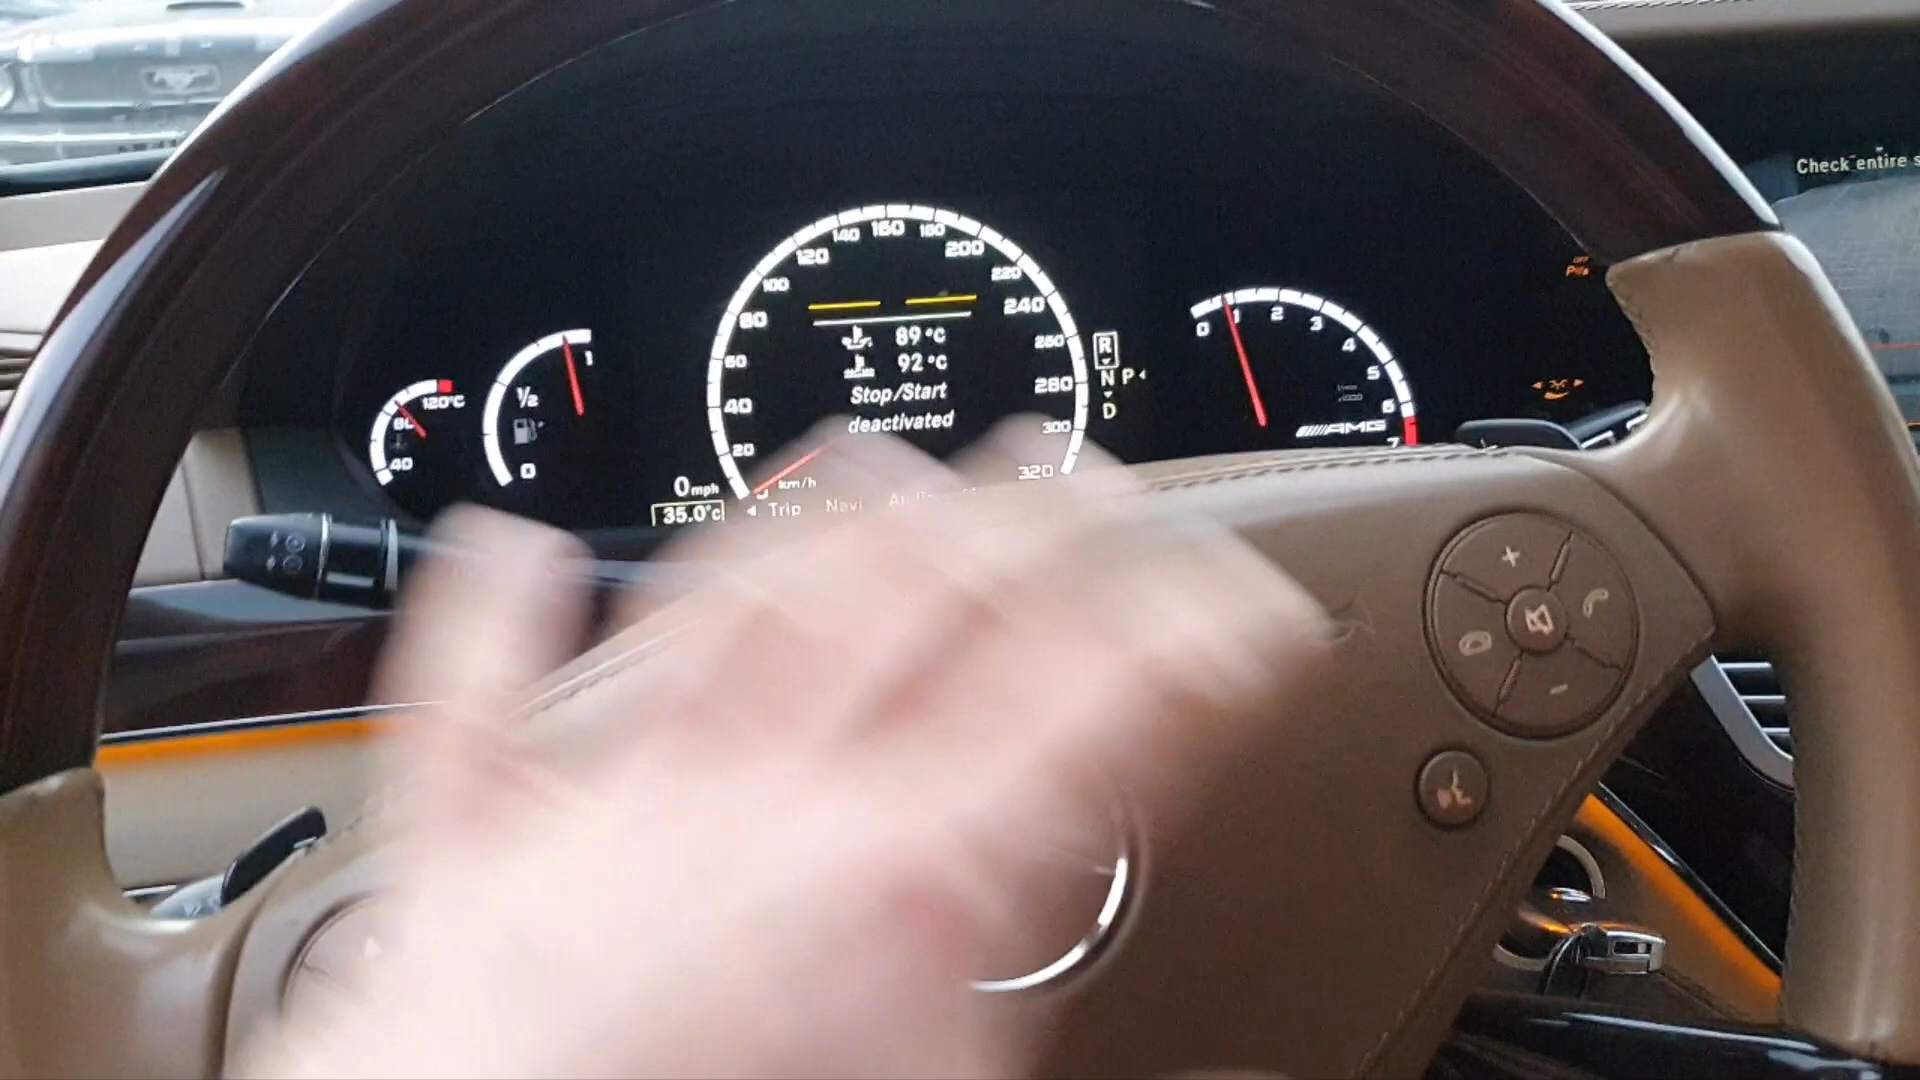 Check entire s
120
140
160
180
200
100
220
80
240
60
260
40
280
20
300
320
89 °C
92 °C
Stop/Start
deactivated
km/h
0 mph
35.0°c
Trip Navi
R
N P
D
1
1/2
0
120°C
80
40
0 1 2 3 4 5 6 7
AMG
OFF
+
-